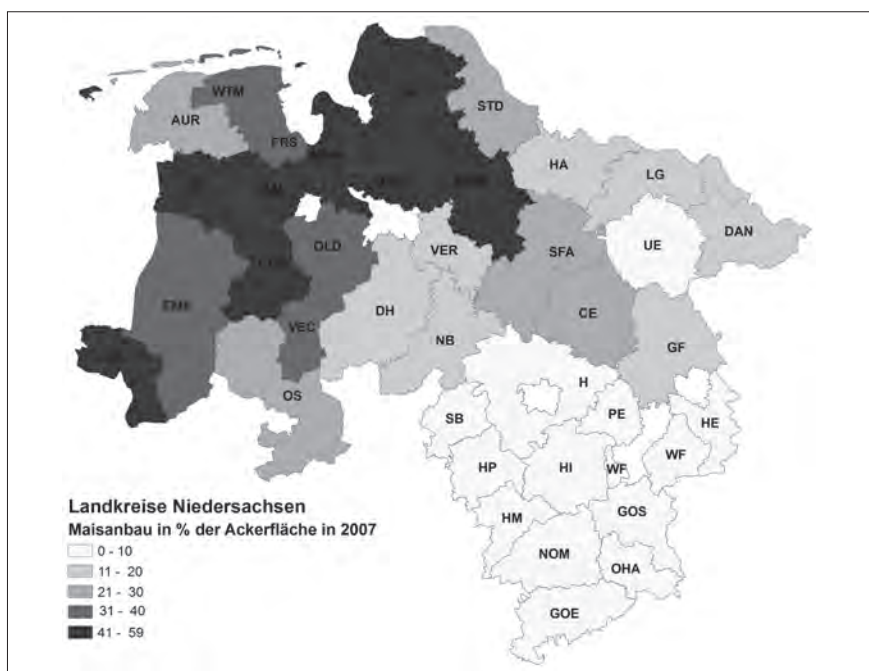 WTM
STD
AUR
FRS
HA
LG
OLD
VER
SFA
UE
DAN
EMS
DH
CE
VEC
NB
GF
OS
H
SB
PE
HE
HP
HI
WF
WF
HM
GOS
NOM
OHA
GOE
Landkreise Niedersachsen
Maisanbau in % der Ackerfläche in 2007
0 - 10
11 - 20
21 - 30
31 - 40
41 - 59